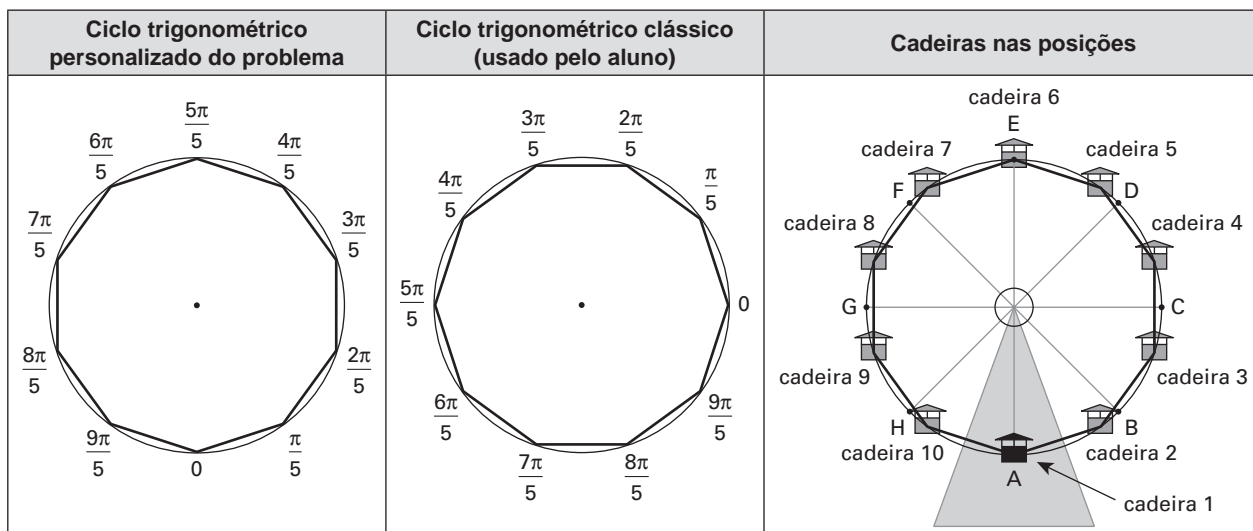 Ciclo trigonométrico
personalizado do problema
Ciclo trigonométrico clássico
(usado pelo aluno)
Cadeiras nas posições
5π
5
6π
5
4π
5
7π
5
3π
5
8π
5
2π
5
9π
5
0
π
5
3π
5
2π
5
4π
5
π
5
5π
5
0
6π
5
9π
5
7π
5
8π
5
cadeira 6
E
cadeira 7
cadeira 5
F
D
cadeira 8
cadeira 4
G
C
cadeira 9
cadeira 3
H
B
cadeira 10
A
cadeira 2
cadeira 1